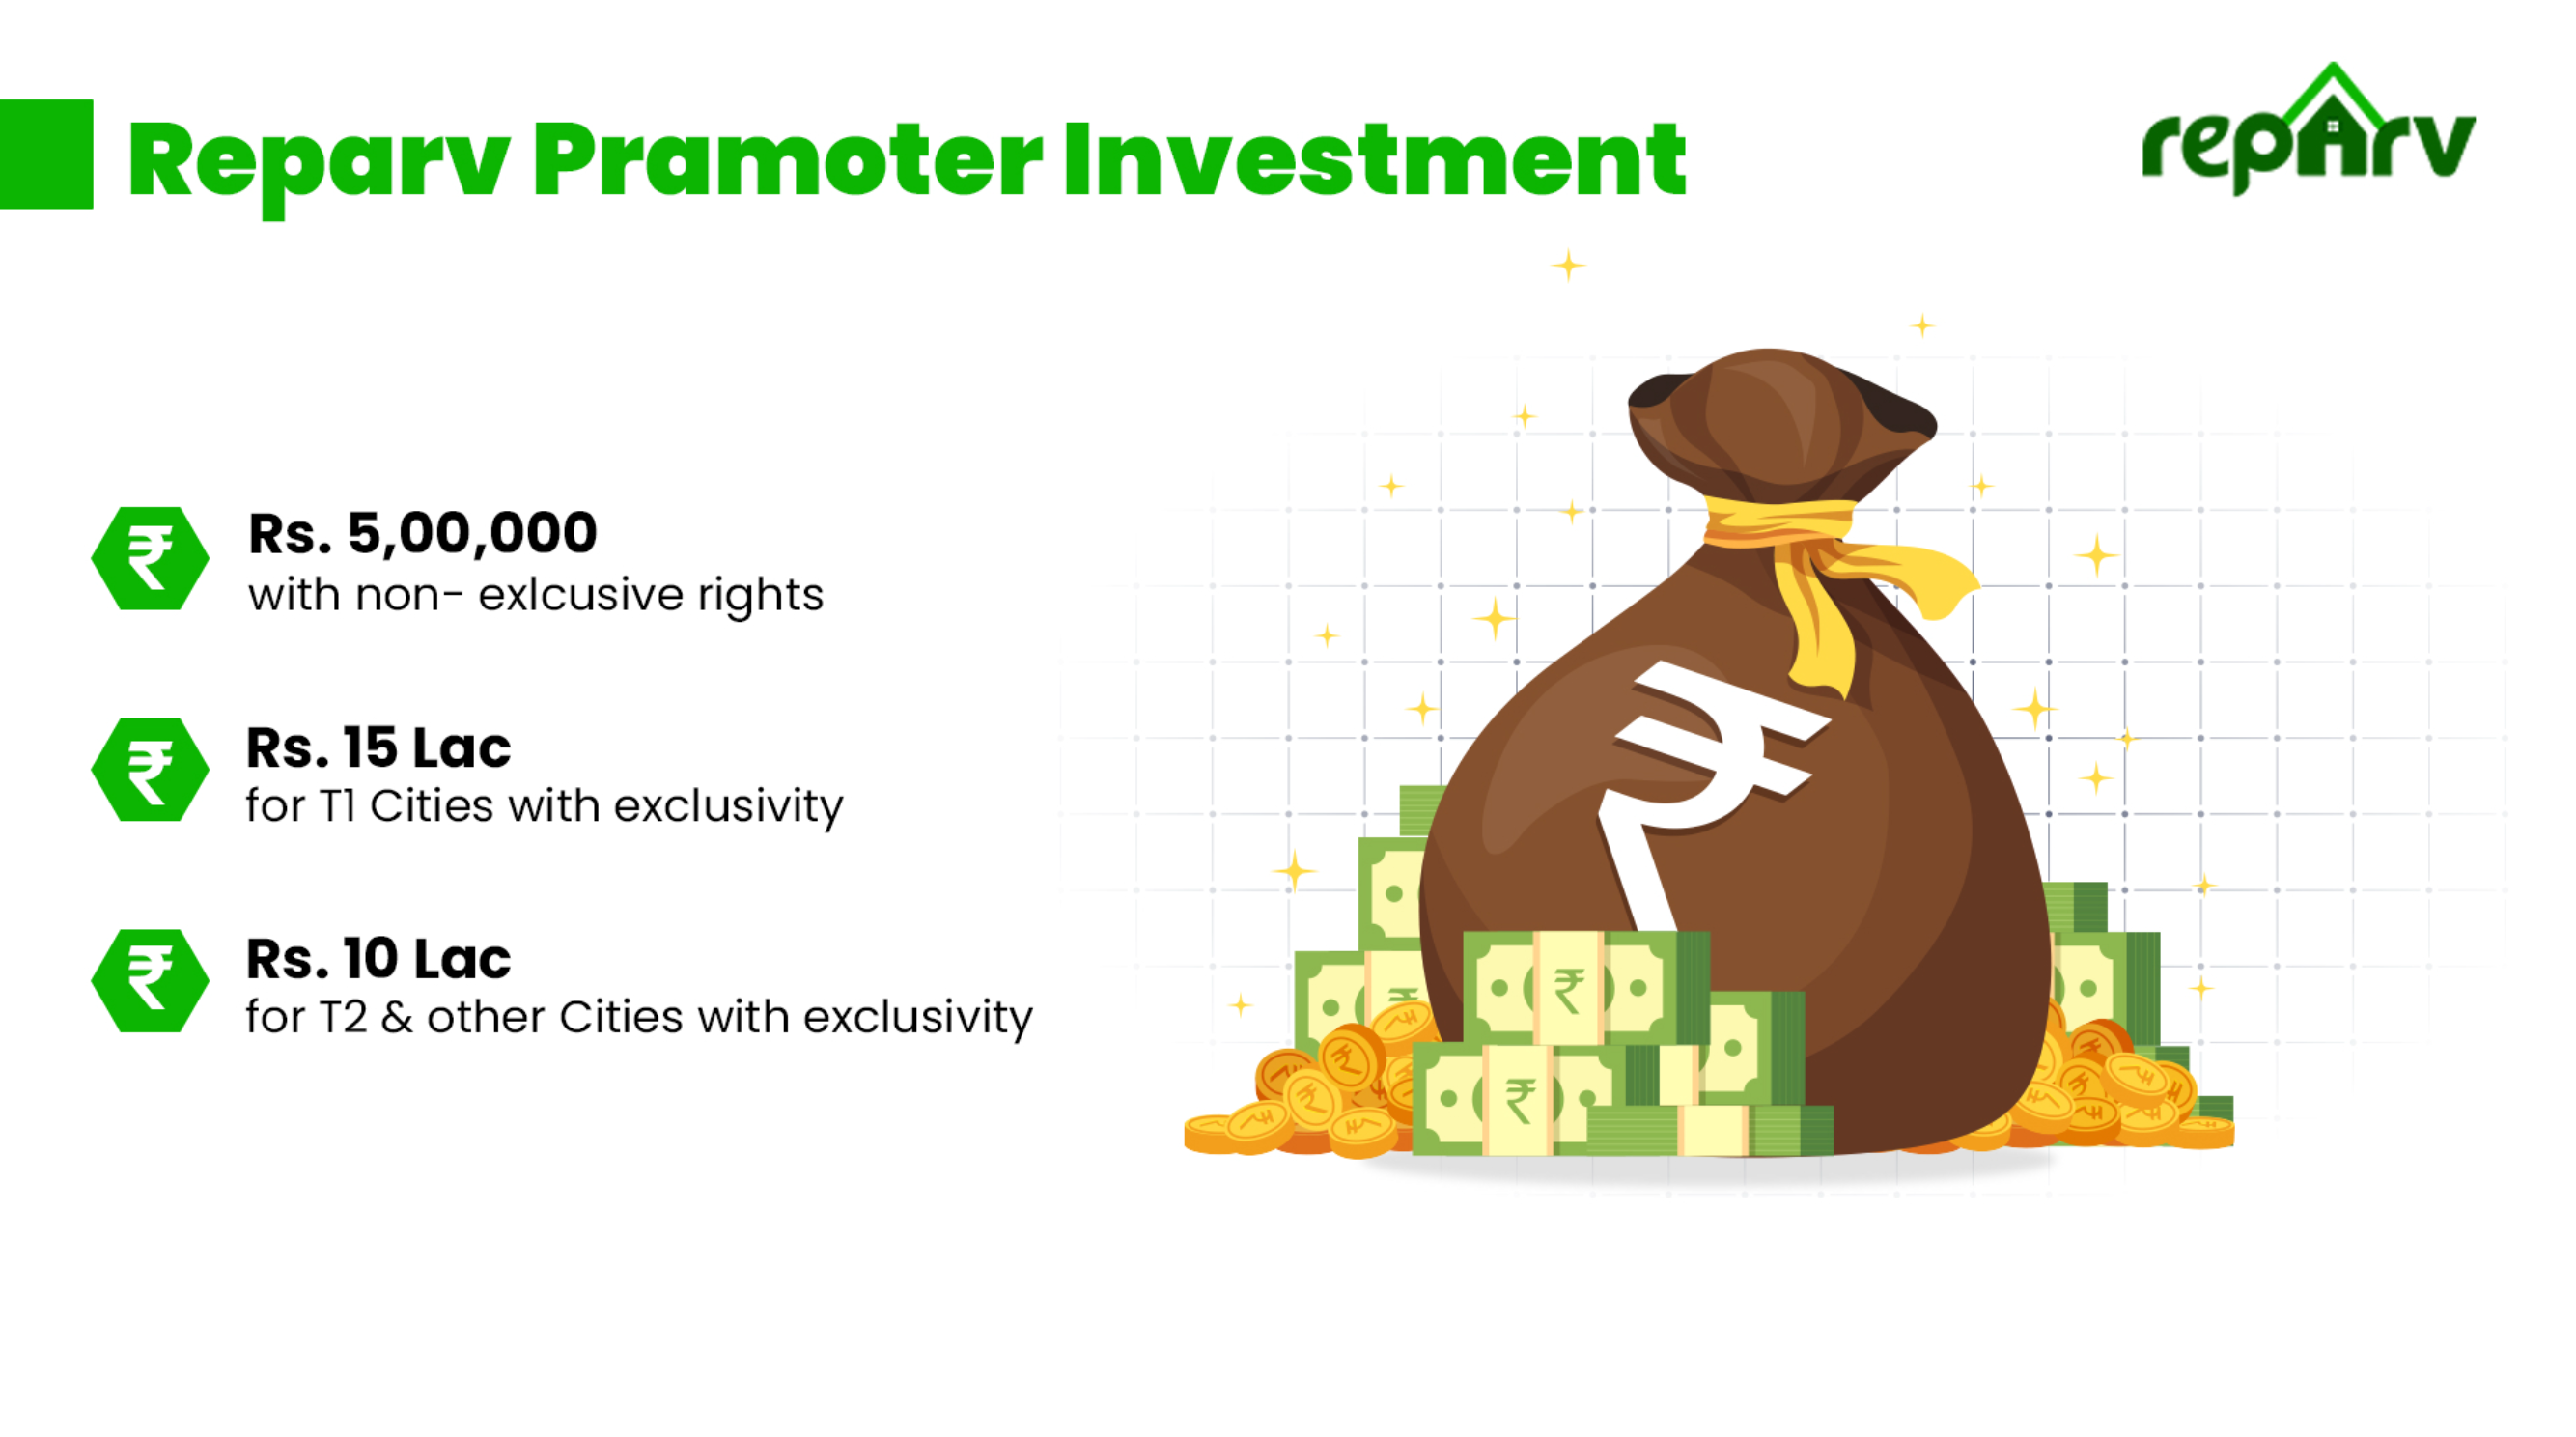 Reparv Pramoter Investment
reparv
₹
Rs. 5,00,000
with non- exlcusive rights
₹
Rs. 15 Lac
for T1 Cities with exclusivity
₹
Rs. 10 Lac
for T2 & other Cities with exclusivity
₹
₹
₹